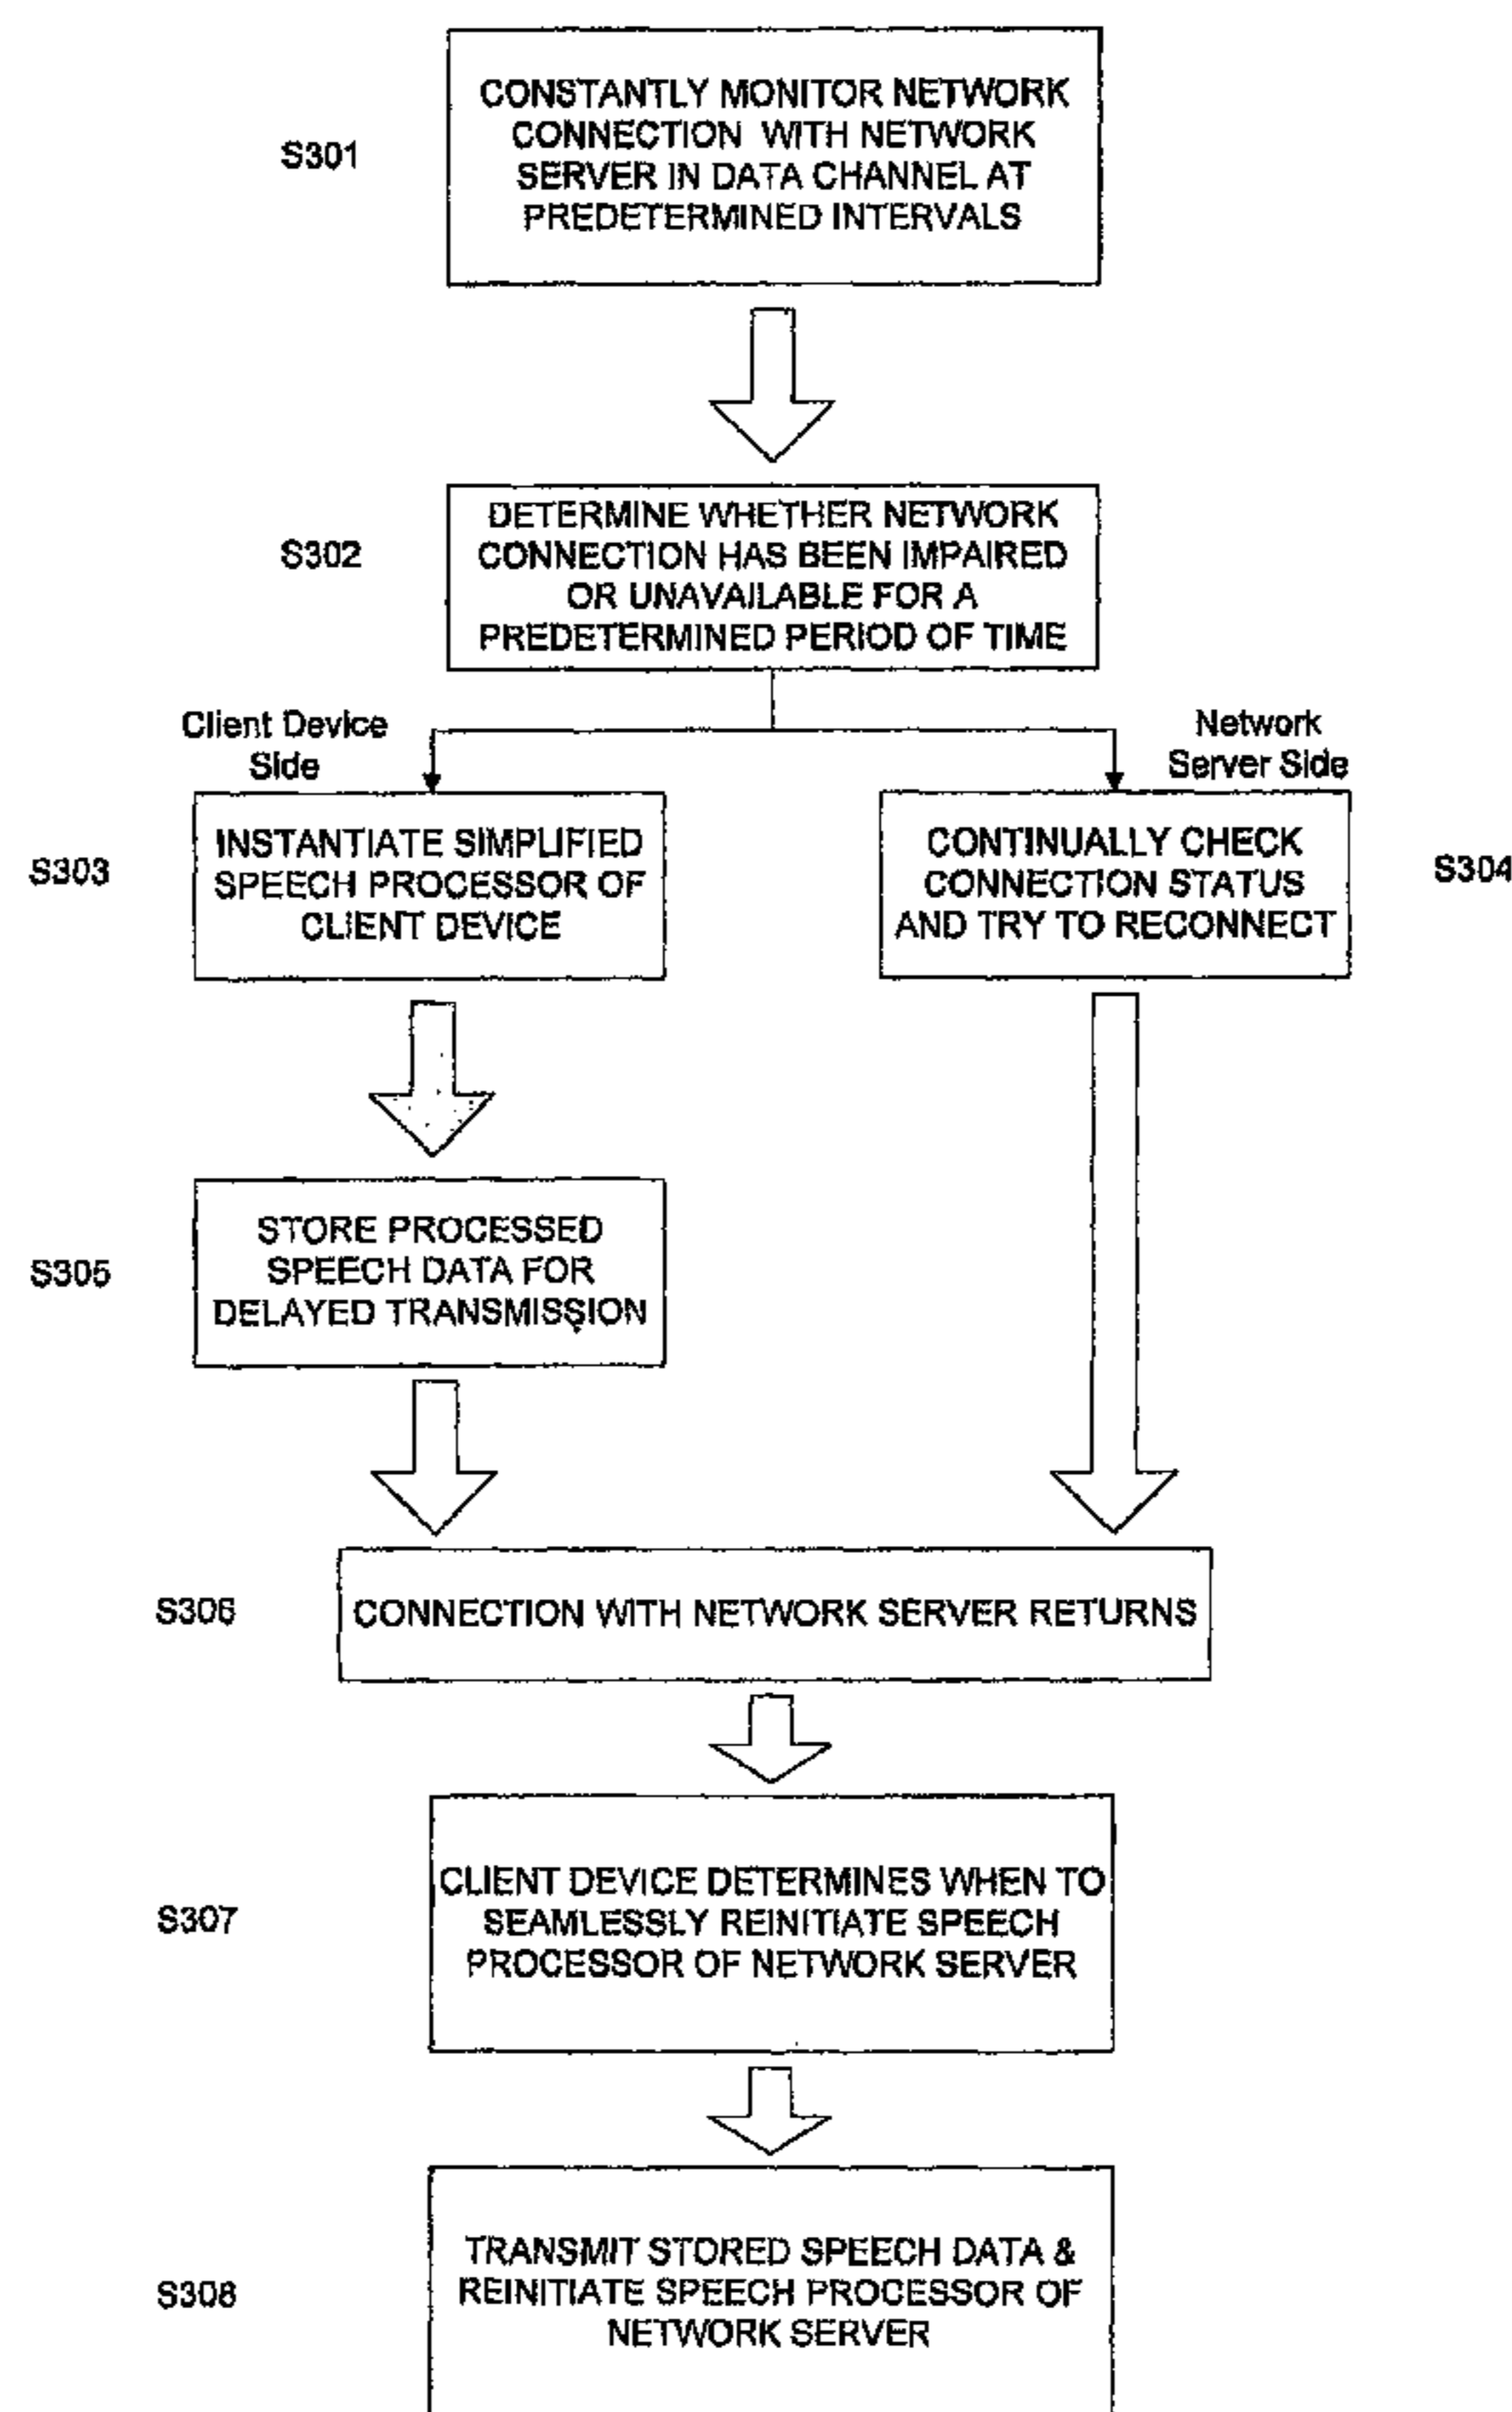 S301
CONSTANTLY MONITOR NETWORK
CONNECTION WITH NETWORK
SERVER IN DATA CHANNEL AT
PREDETERMINED INTERVALS
S302
DETERMINE WHETHER NETWORK
CONNECTION HAS BEEN IMPAIRED
OR UNAVAILABLE FOR A
PREDETERMINED PERIOD OF TIME
Client Device
Side
Network
Server Side
S303
INSTANTIATE SIMPLIFIED
SPEECH PROCESSOR OF
CLIENT DEVICE
CONTINUALLY CHECK
CONNECTION STATUS
AND TRY TO RECONNECT
S304
S305
STORE PROCESSED
SPEECH DATA FOR
DELAYED TRANSMISSION
S306
CONNECTION WITH NETWORK SERVER RETURNS
S307
CLIENT DEVICE DETERMINES WHEN TO
SEAMLESSLY REINITIATE SPEECH
PROCESSOR OF NETWORK SERVER
S308
TRANSMIT STORED SPEECH DATA &
REINITIATE SPEECH PROCESSOR OF
NETWORK SERVER